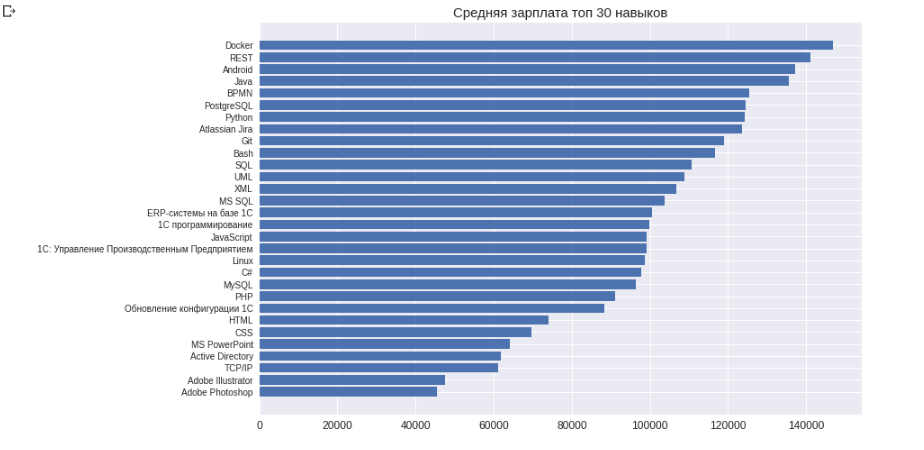 Средняя зарплата топ 30 навыков
Docker
REST
Android
Java
BPMN
PostgreSQL
Python
Atlassian Jira
Git
Bash
SQL
UML
XML
MS SQL
ERP-системы на базе 1С
1С программирование
JavaScript
1С: Управление Производственным Предприятием
Linux
C#
MySQL
PHP
Обновление конфигурации 1С
HTML
CSS
MS PowerPoint
Active Directory
TCP/IP
Adobe Illustrator
Adobe Photoshop
0 20000 40000 60000 80000 100000 120000 140000